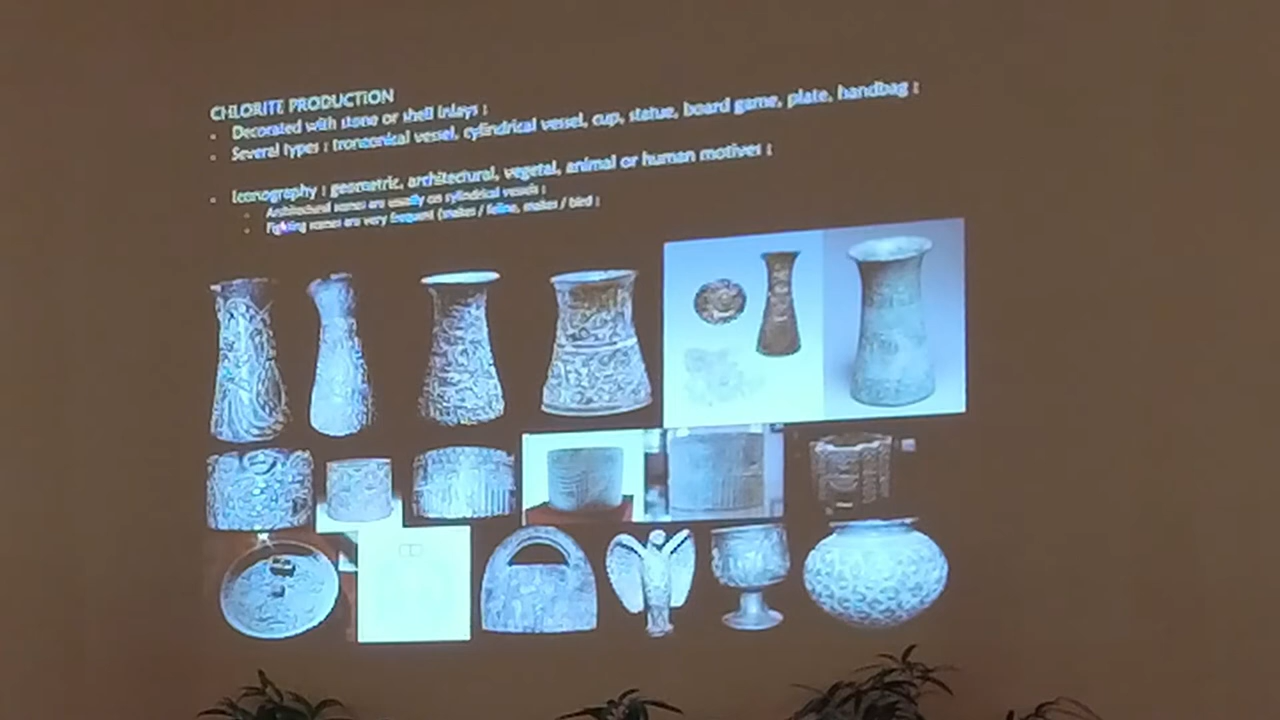 CHLORITE PRODUCTION
Decorated with stone or shell inlays ;
Several types : tronconical vessel, cylindrical vessel, cup, statue, board game, plate, handbag ;
Iconography : geometric, architectural, vegetal, animal or human motives ;
Architectural scenes are usually on cylindrical vessels ;
Fighting scenes are very frequent (snakes / feline, snakes / bird ;